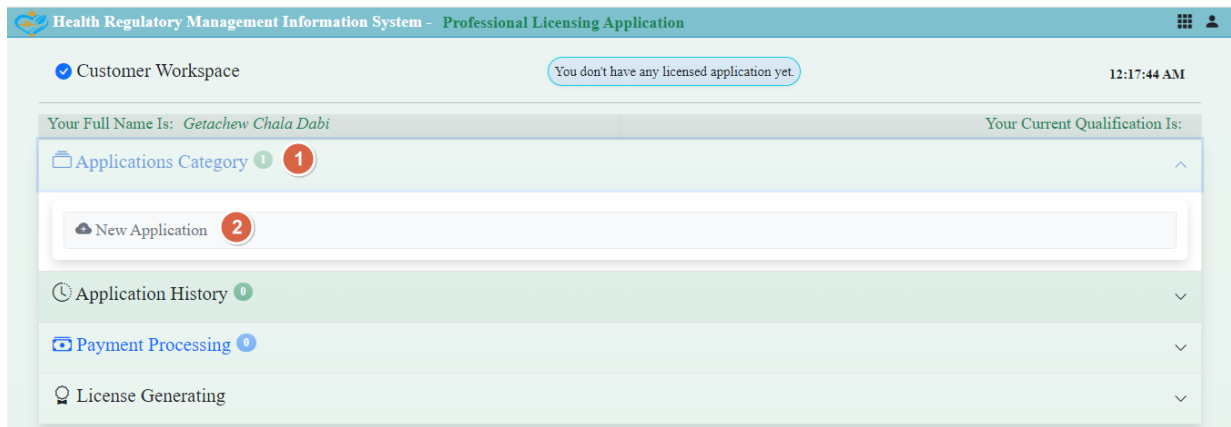 Health Regulatory Management Information System - Professional Licensing Application
Customer Workspace
You don't have any licensed application yet.
12:17:44 AM
Your Full Name Is: Getachew Chala Dabi
Your Current Qualification Is:
Applications Category 1 1
New Application 2
Application History 0
Payment Processing 0
License Generating